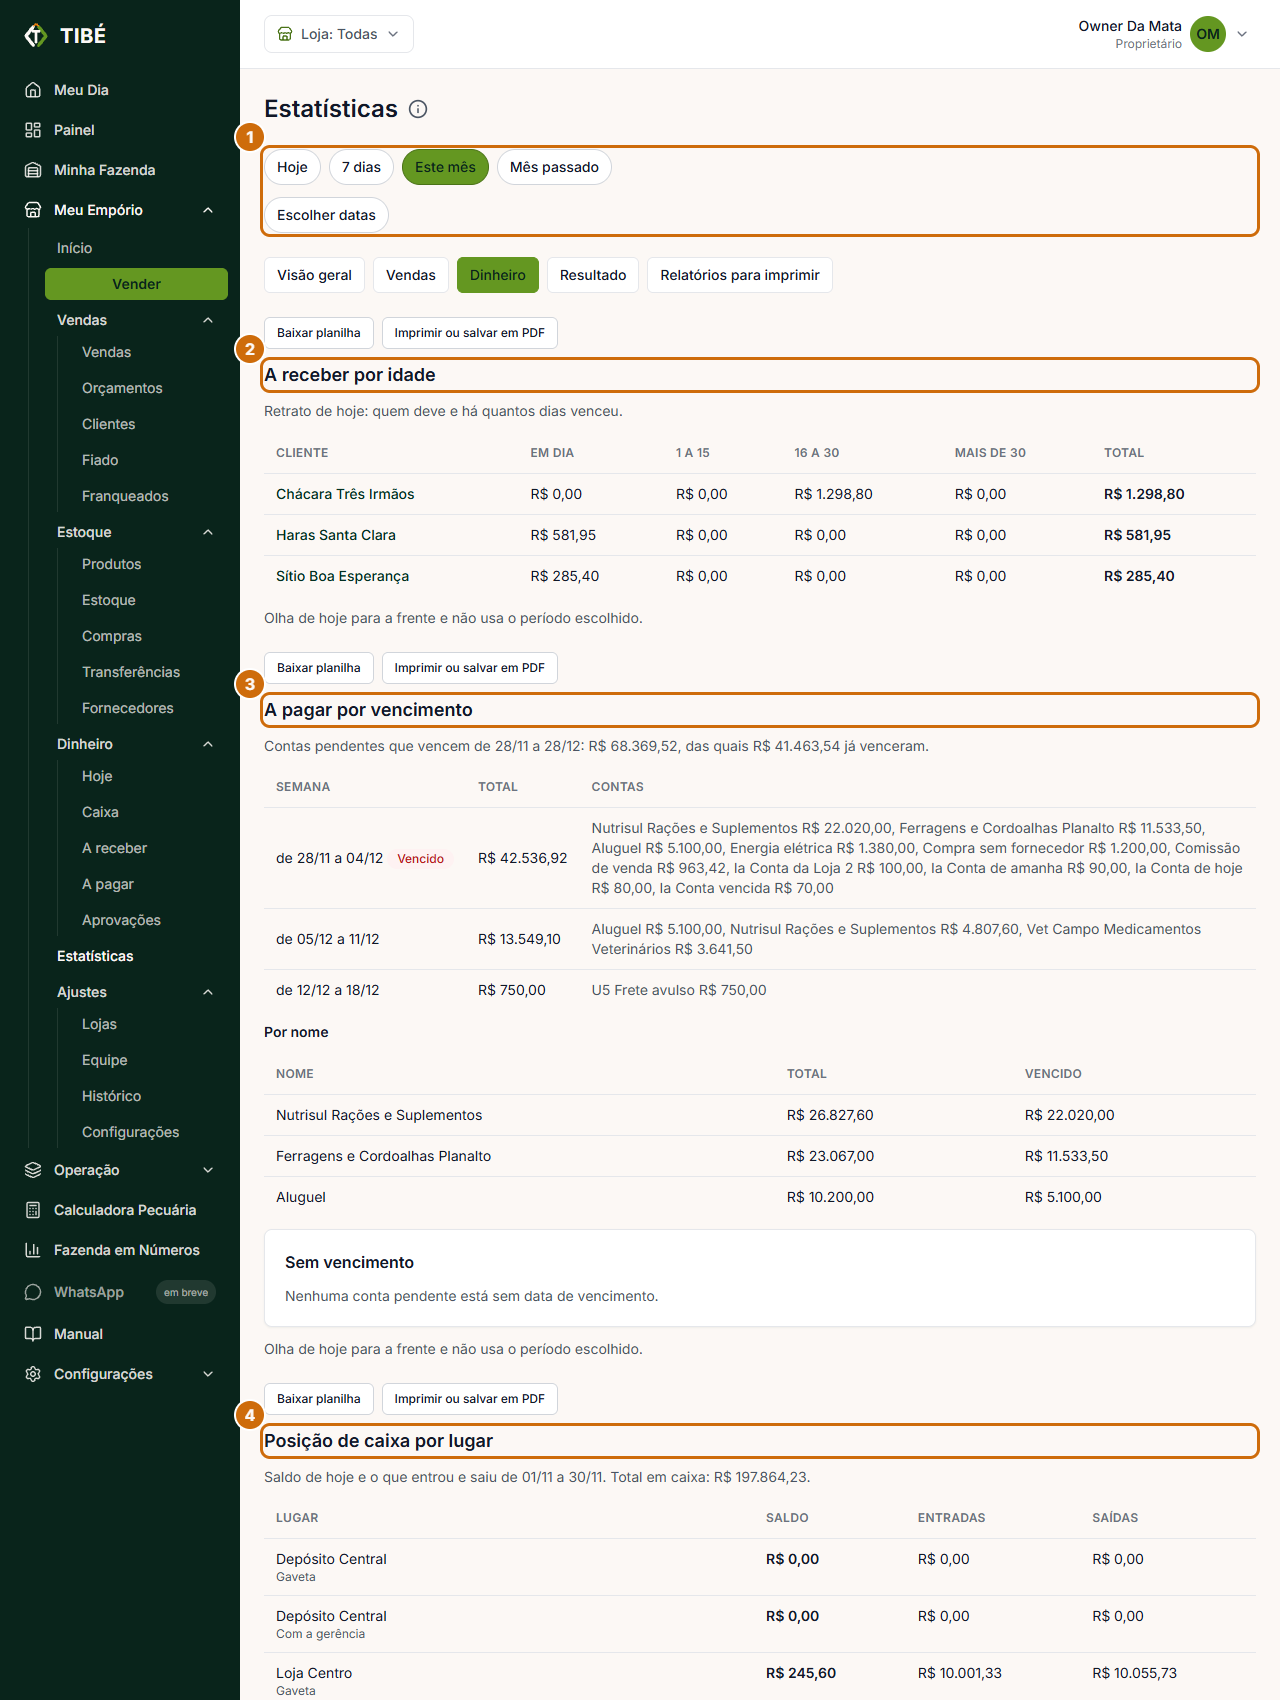 TIBÉ
Loja: Todas
Owner Da Mata
Proprietário
OM
Meu Dia
Painel
Minha Fazenda
Meu Empório
Início
Vender
Vendas
Vendas
Orçamentos
Clientes
Fiado
Franqueados
Estoque
Produtos
Estoque
Compras
Transferências
Fornecedores
Dinheiro
Hoje
Caixa
A receber
A pagar
Aprovações
Estatísticas
Ajustes
Lojas
Equipe
Histórico
Configurações
Operação
Calculadora Pecuária
Fazenda em Números
WhatsApp em breve
Manual
Configurações
Estatísticas
1
Hoje 7 dias Este mês Mês passado
Escolher datas
Visão geral Vendas Dinheiro Resultado Relatórios para imprimir
Baixar planilha Imprimir ou salvar em PDF
2
A receber por idade
Retrato de hoje: quem deve e há quantos dias venceu.
CLIENTE EM DIA 1 A 15 16 A 30 MAIS DE 30 TOTAL
Chácara Três Irmãos R$ 0,00 R$ 0,00 R$ 1.298,80 R$ 0,00 R$ 1.298,80
Haras Santa Clara R$ 581,95 R$ 0,00 R$ 0,00 R$ 0,00 R$ 581,95
Sítio Boa Esperança R$ 285,40 R$ 0,00 R$ 0,00 R$ 0,00 R$ 285,40
Olha de hoje para a frente e não usa o período escolhido.
Baixar planilha Imprimir ou salvar em PDF
3
A pagar por vencimento
Contas pendentes que vencem de 28/11 a 28/12: R$ 68.369,52, das quais R$ 41.463,54 já venceram.
SEMANA TOTAL CONTAS
de 28/11 a 04/12 Vencido R$ 42.536,92
Nutrisul Rações e Suplementos R$ 22.020,00, Ferragens e Cordoalhas Planalto R$ 11.533,50,
Aluguel R$ 5.100,00, Energia elétrica R$ 1.380,00, Compra sem fornecedor R$ 1.200,00, Comissão
de venda R$ 963,42, Ia Conta da Loja 2 R$ 100,00, Ia Conta de amanha R$ 90,00, Ia Conta de hoje
R$ 80,00, Ia Conta vencida R$ 70,00
de 05/12 a 11/12 R$ 13.549,10
Aluguel R$ 5.100,00, Nutrisul Rações e Suplementos R$ 4.807,60, Vet Campo Medicamentos
Veterinários R$ 3.641,50
de 12/12 a 18/12 R$ 750,00 U5 Frete avulso R$ 750,00
Por nome
NOME TOTAL VENCIDO
Nutrisul Rações e Suplementos R$ 26.827,60 R$ 22.020,00
Ferragens e Cordoalhas Planalto R$ 23.067,00 R$ 11.533,50
Aluguel R$ 10.200,00 R$ 5.100,00
Sem vencimento
Nenhuma conta pendente está sem data de vencimento.
Olha de hoje para a frente e não usa o período escolhido.
Baixar planilha Imprimir ou salvar em PDF
4
Posição de caixa por lugar
Saldo de hoje e o que entrou e saiu de 01/11 a 30/11. Total em caixa: R$ 197.864,23.
LUGAR SALDO ENTRADAS SAÍDAS
Depósito Central R$ 0,00 R$ 0,00 R$ 0,00
Gaveta
Depósito Central R$ 0,00 R$ 0,00 R$ 0,00
Com a gerência
Loja Centro R$ 245,60 R$ 10.001,33 R$ 10.055,73
Gaveta